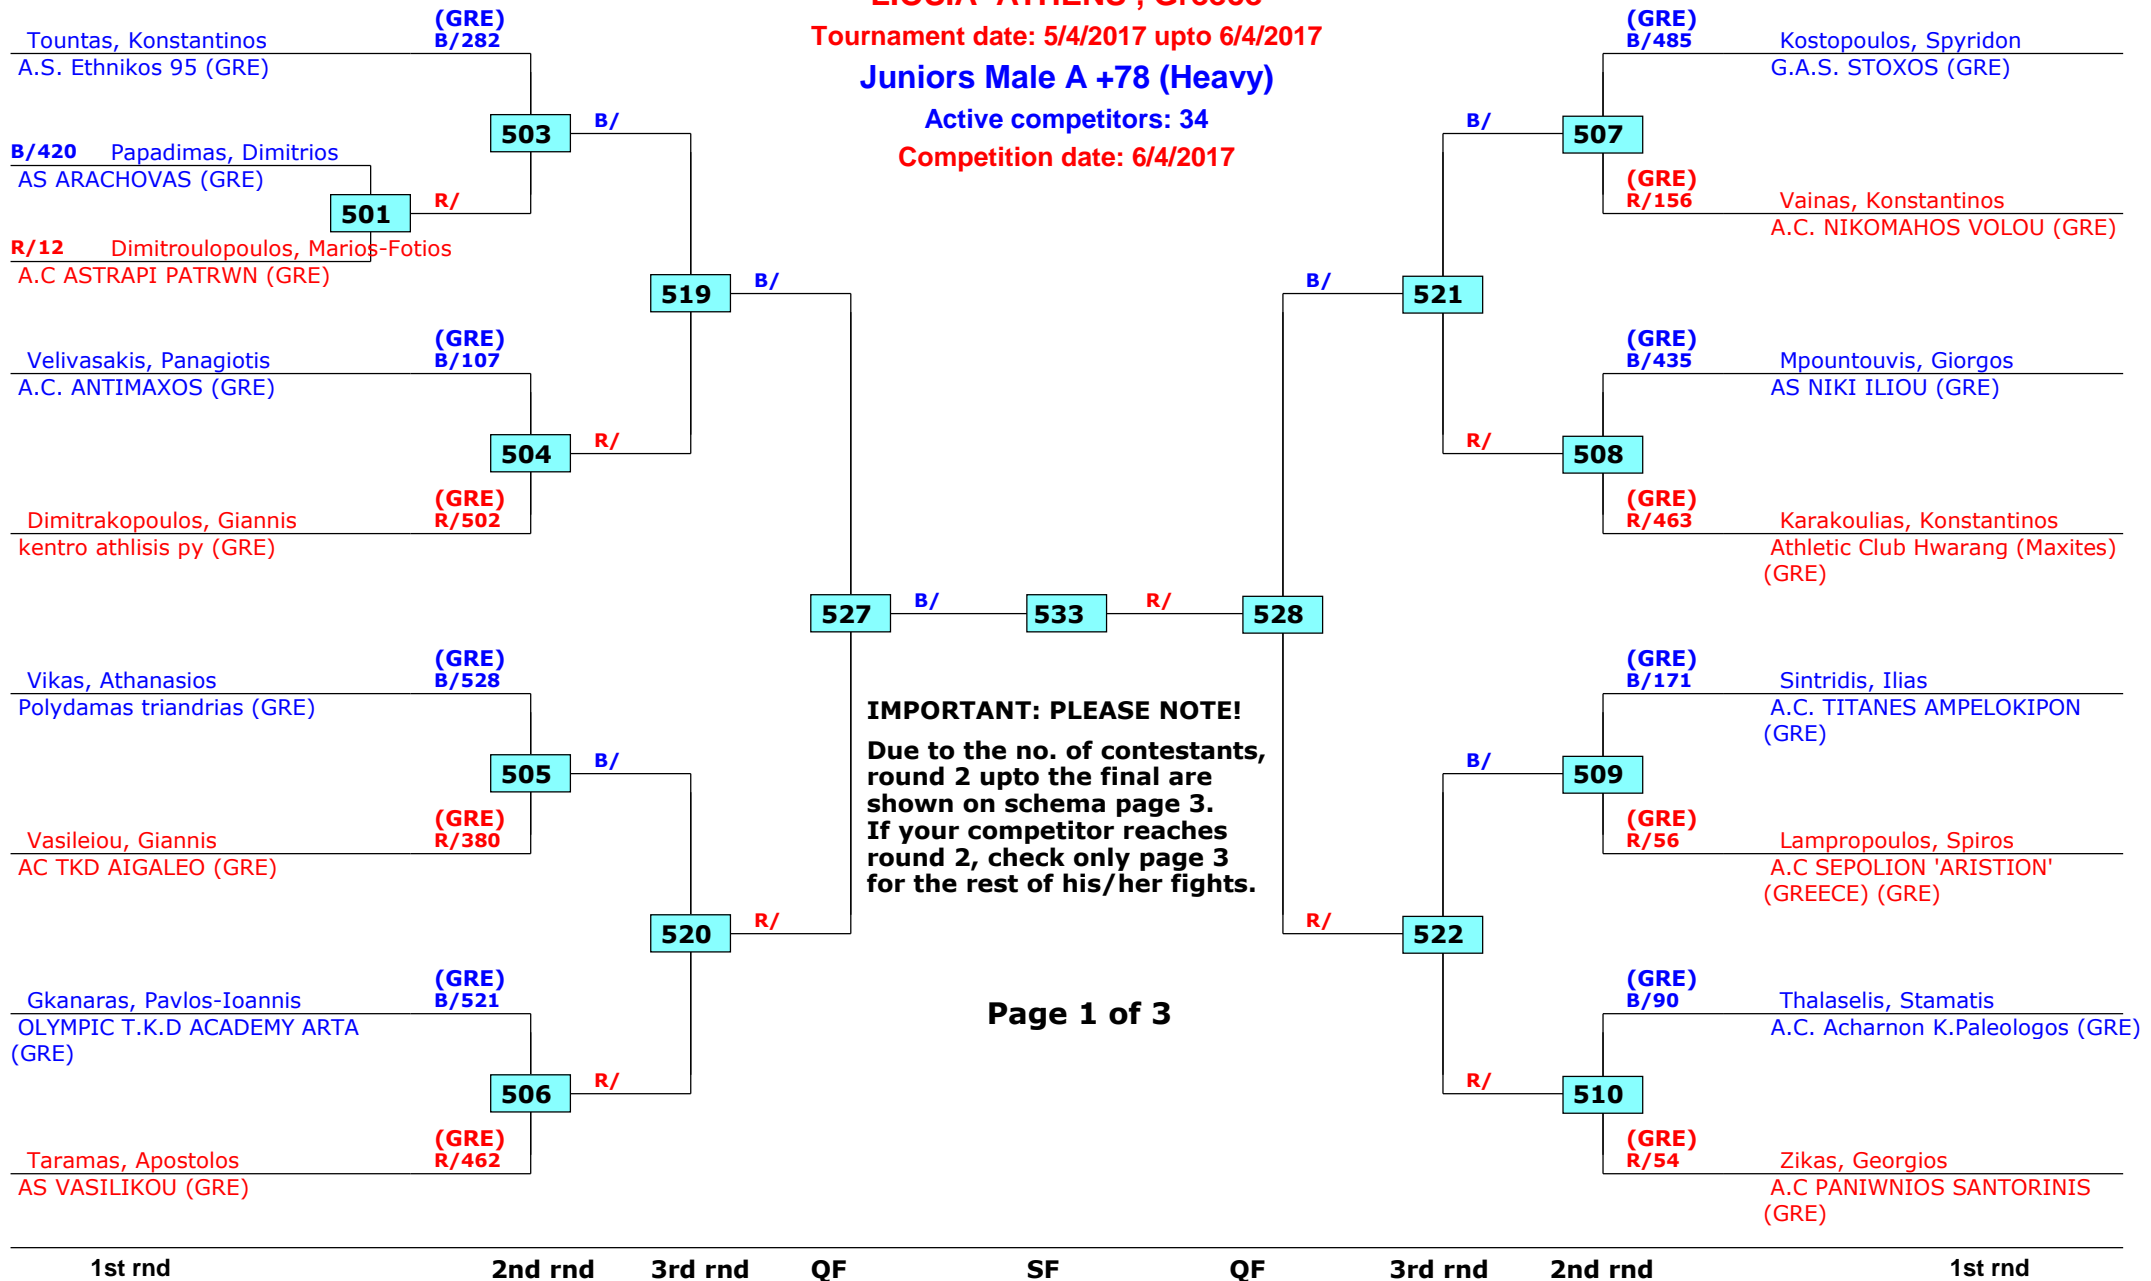 LIOSIA ATHENS , Greece
Tournament date: 5/4/2017 upto 6/4/2017
Juniors Male A +78 (Heavy)
Active competitors: 34
Competition date: 6/4/2017
(GRE)
Tountas, Konstantinos B/282
A.S. Ethnikos 95 (GRE)
503 B/
B/420 Papadimas, Dimitrios
AS ARACHOVAS (GRE)
501 R/
R/12 Dimitroulopoulos, Marios-Fotios
A.C ASTRAPI PATRWN (GRE)
519 B/
(GRE)
Velivasakis, Panagiotis B/107
A.C. ANTIMAXOS (GRE)
504 R/
(GRE)
Dimitrakopoulos, Giannis R/502
kentro athlisis py (GRE)
527 B/ 533 R/ 528
(GRE)
Vikas, Athanasios B/528
Polydamas triandrias (GRE)
505 B/
(GRE)
Vasileiou, Giannis R/380
AC TKD AIGALEO (GRE)
520 R/
(GRE)
Gkanaras, Pavlos-Ioannis B/521
OLYMPIC T.K.D ACADEMY ARTA
(GRE)
506 R/
(GRE)
Taramas, Apostolos R/462
AS VASILIKOU (GRE)
IMPORTANT: PLEASE NOTE!
Due to the no. of contestants,
round 2 upto the final are
shown on schema page 3.
If your competitor reaches
round 2, check only page 3
for the rest of his/her fights.
Page 1 of 3
(GRE)
B/485 Kostopoulos, Spyridon
G.A.S. STOXOS (GRE)
B/ 507
(GRE)
R/156 Vainas, Konstantinos
A.C. NIKOMAHOS VOLOU (GRE)
B/ 521
(GRE)
B/435 Mpountouvis, Giorgos
AS NIKI ILIOU (GRE)
R/ 508
(GRE)
R/463 Karakoulias, Konstantinos
Athletic Club Hwarang (Maxites)
(GRE)
(GRE)
B/171 Sintridis, Ilias
A.C. TITANES AMPELOKIPON
(GRE)
B/ 509
(GRE)
R/56 Lampropoulos, Spiros
A.C SEPOLION 'ARISTION'
(GREECE) (GRE)
R/ 522
(GRE)
B/90 Thalaselis, Stamatis
A.C. Acharnon K.Paleologos (GRE)
R/ 510
(GRE)
R/54 Zikas, Georgios
A.C PANIWNIOS SANTORINIS
(GRE)
1st rnd 2nd rnd 3rd rnd QF SF QF 3rd rnd 2nd rnd 1st rnd